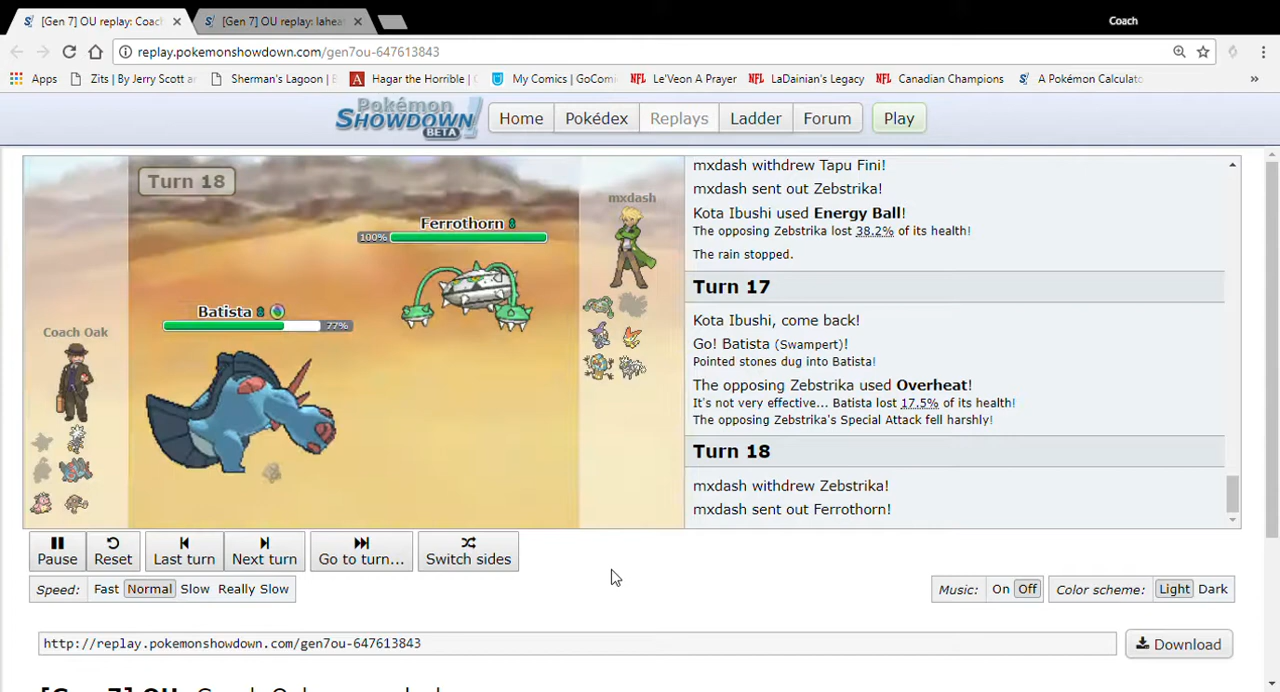 [Gen 7] OU replay: Coac
[Gen 7] OU replay: lahea
Coach
replay.pokemonshowdown.com/gen7ou-647613843
Apps
Zits | By Jerry Scott a
Sherman's Lagoon |
Hagar the Horrible |
My Comics | GoComi
Le'Veon A Prayer
LaDainian's Legacy
Canadian Champions
A Pokémon Calculato
»
Pokémon
SHOWDOWN
BETA
Home
Pokédex
Replays
Ladder
Forum
Play
Turn 18
mxdash
Ferrothorn
100%
Batista
77%
Coach Oak
mxdash withdrew Tapu Fini!
mxdash sent out Zebstrika!
Kota Ibushi used Energy Ball!
The opposing Zebstrika lost 38.2% of its health!
The rain stopped.
Turn 17
Kota Ibushi, come back!
Go! Batista (Swampert)!
Pointed stones dug into Batista!
The opposing Zebstrika used Overheat!
It's not very effective... Batista lost 17.5% of its health!
The opposing Zebstrika's Special Attack fell harshly!
Turn 18
mxdash withdrew Zebstrika!
mxdash sent out Ferrothorn!
Pause
Reset
Last turn
Next turn
Go to turn...
Switch sides
Speed:
Fast
Normal
Slow
Really Slow
Music:
On
Off
Color scheme:
Light
Dark
http://replay.pokemonshowdown.com/gen7ou-647613843
Download